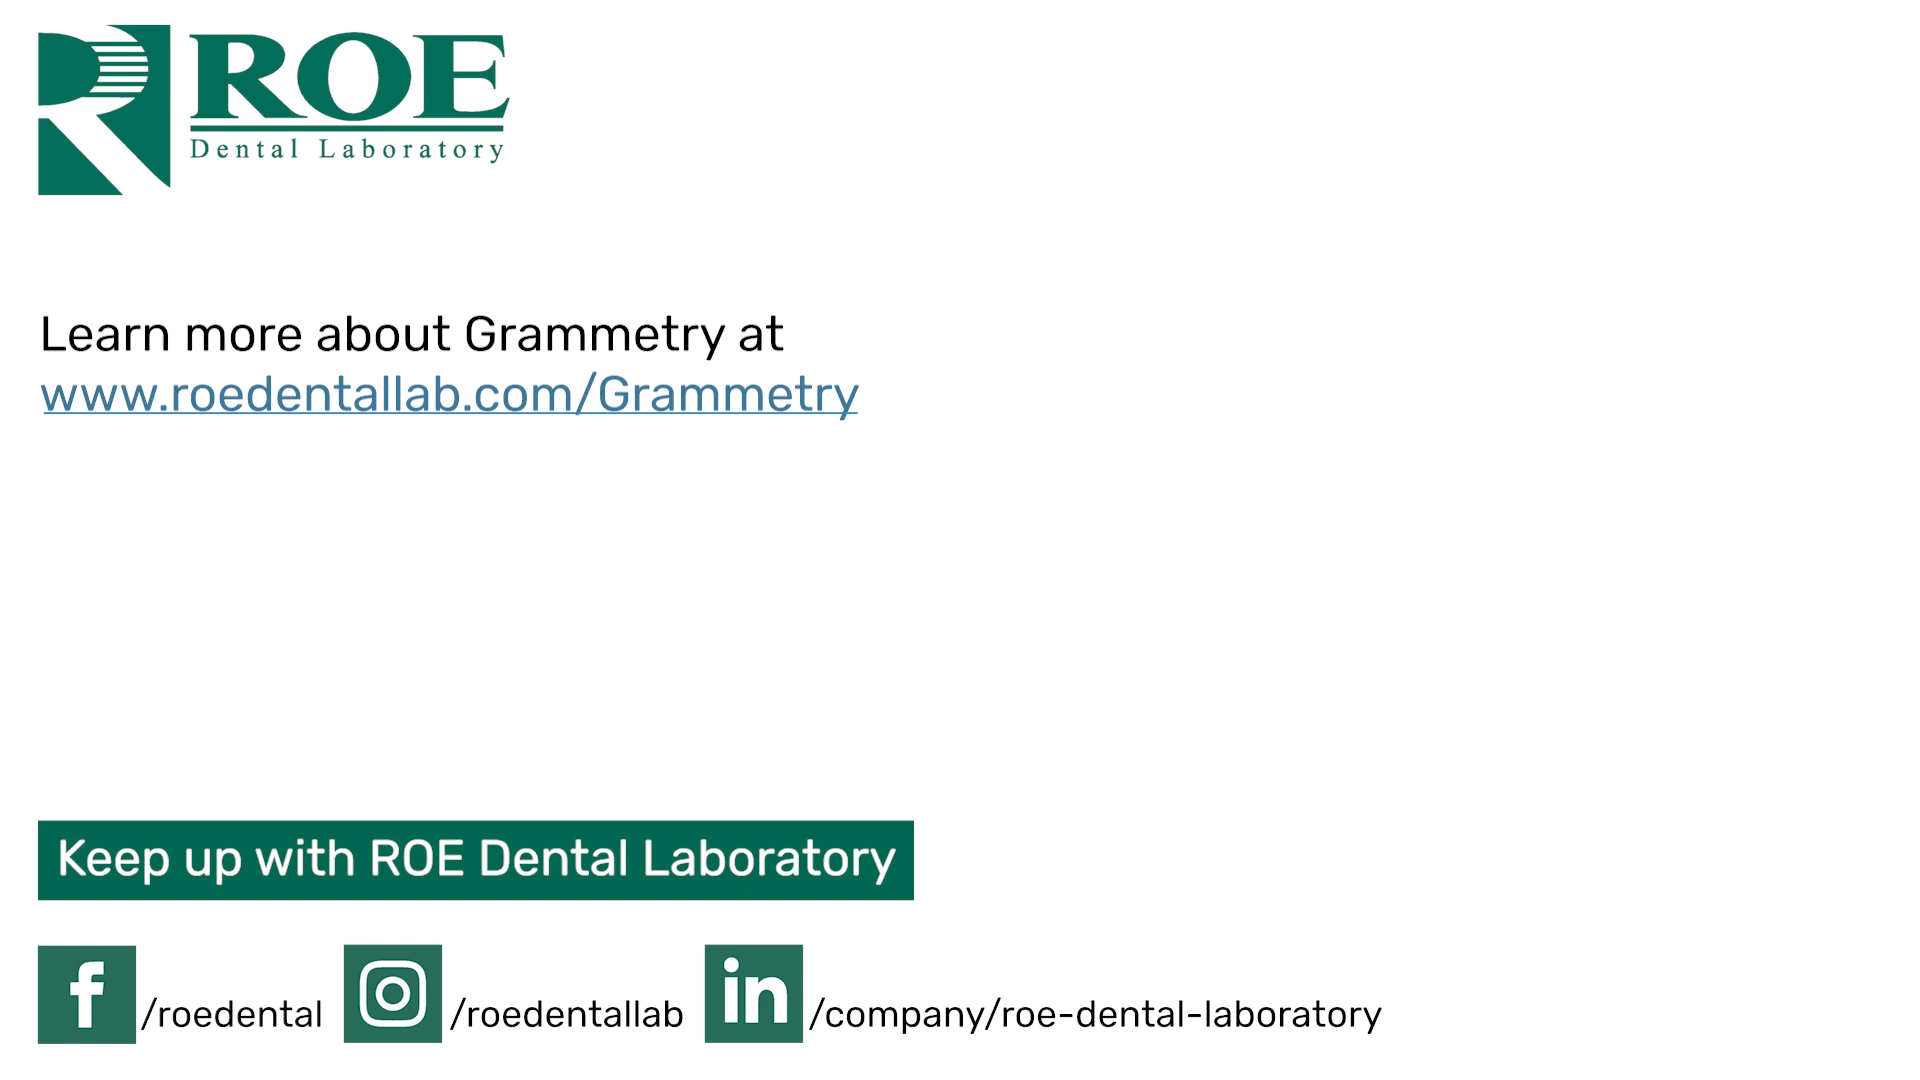 ROE
Dental Laboratory
Learn more about Grammetry at
www.roedentallab.com/Grammetry
Keep up with ROE Dental Laboratory
f /roedental /roedentallab in /company/roe-dental-laboratory